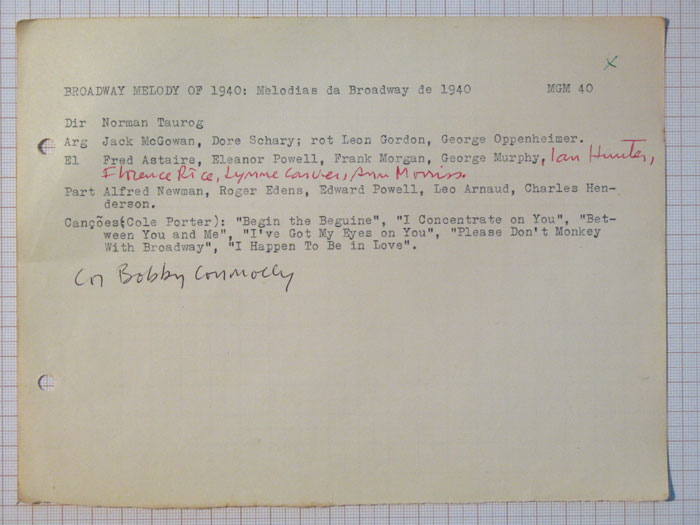 x
BROADWAY MELODY OF 1940: Melodias da Broadway de 1940 MGM 40
Dir Norman Taurog
Arg Jack McGowan, Dore Schary; rot Leon Gordon, George Oppenheimer.
El Fred Astaire, Eleanor Powell, Frank Morgan, George Murphy, Ian Hunter,
Florence Rice, Lynne Carver, Ann Morriss.
Part Alfred Newman, Roger Edens, Edward Powell, Leo Arnaud, Charles Hen-
derson.
Canções(Cole Porter): "Begin the Beguine", "I Concentrate on You", "Bet-
ween You and Me", "I've Got My Eyes on You", "Please Don't Monkey
With Broadway", "I Happen To Be in Love".
Cor Bobby Connolly